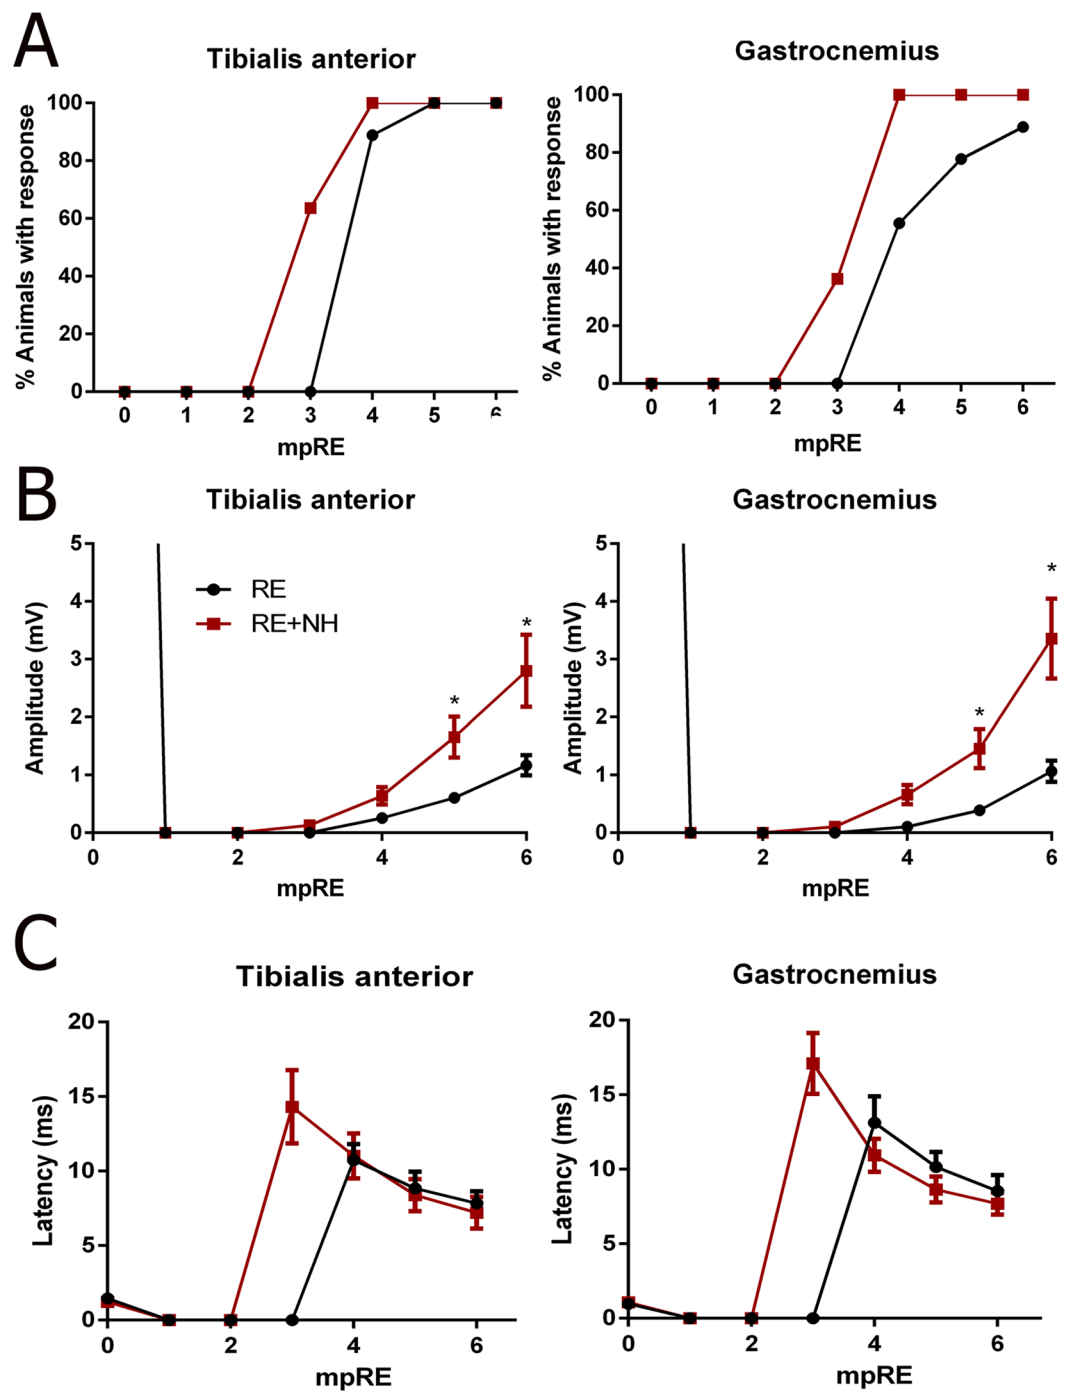 A
Tibialis anterior
Gastrocnemius
% Animals with response
100
80
60
40
20
0
0 1 2 3 4 5 6
mpRE
% Animals with response
100
80
60
40
20
0
0 1 2 3 4 5 6
mpRE
B
Tibialis anterior
Gastrocnemius
Amplitude (mV)
5
4
3
2
1
0
0 2 4 6
mpRE
RE
RE+NH
*
*
Amplitude (mV)
5
4
3
2
1
0
0 2 4 6
mpRE
*
*
C
Tibialis anterior
Gastrocnemius
Latency (ms)
20
15
10
5
0
0 2 4 6
mpRE
Latency (ms)
20
15
10
5
0
0 2 4 6
mpRE